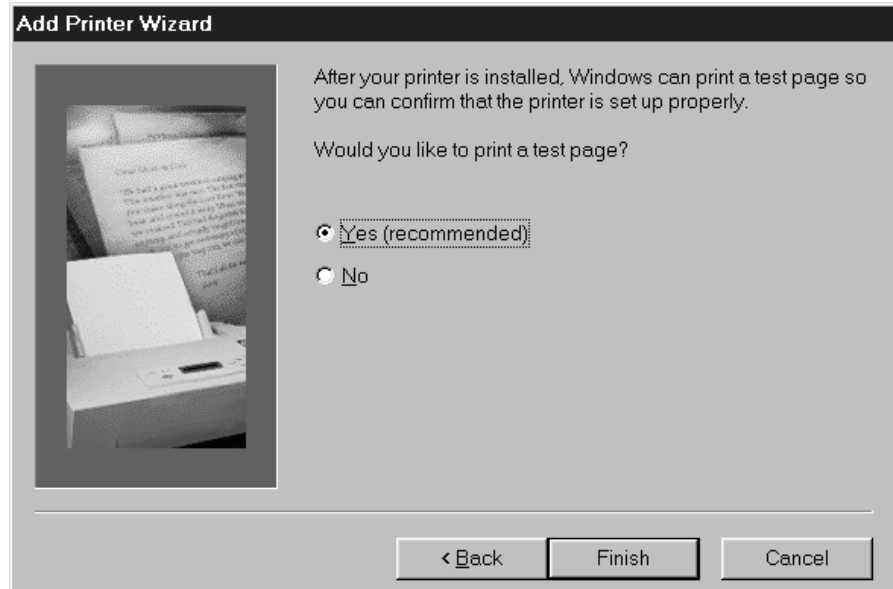 Add Printer Wizard
After your printer is installed, Windows can print a test page so
you can confirm that the printer is set up properly.
Would you like to print a test page?
Yes (recommended)
No
< Back
Finish
Cancel